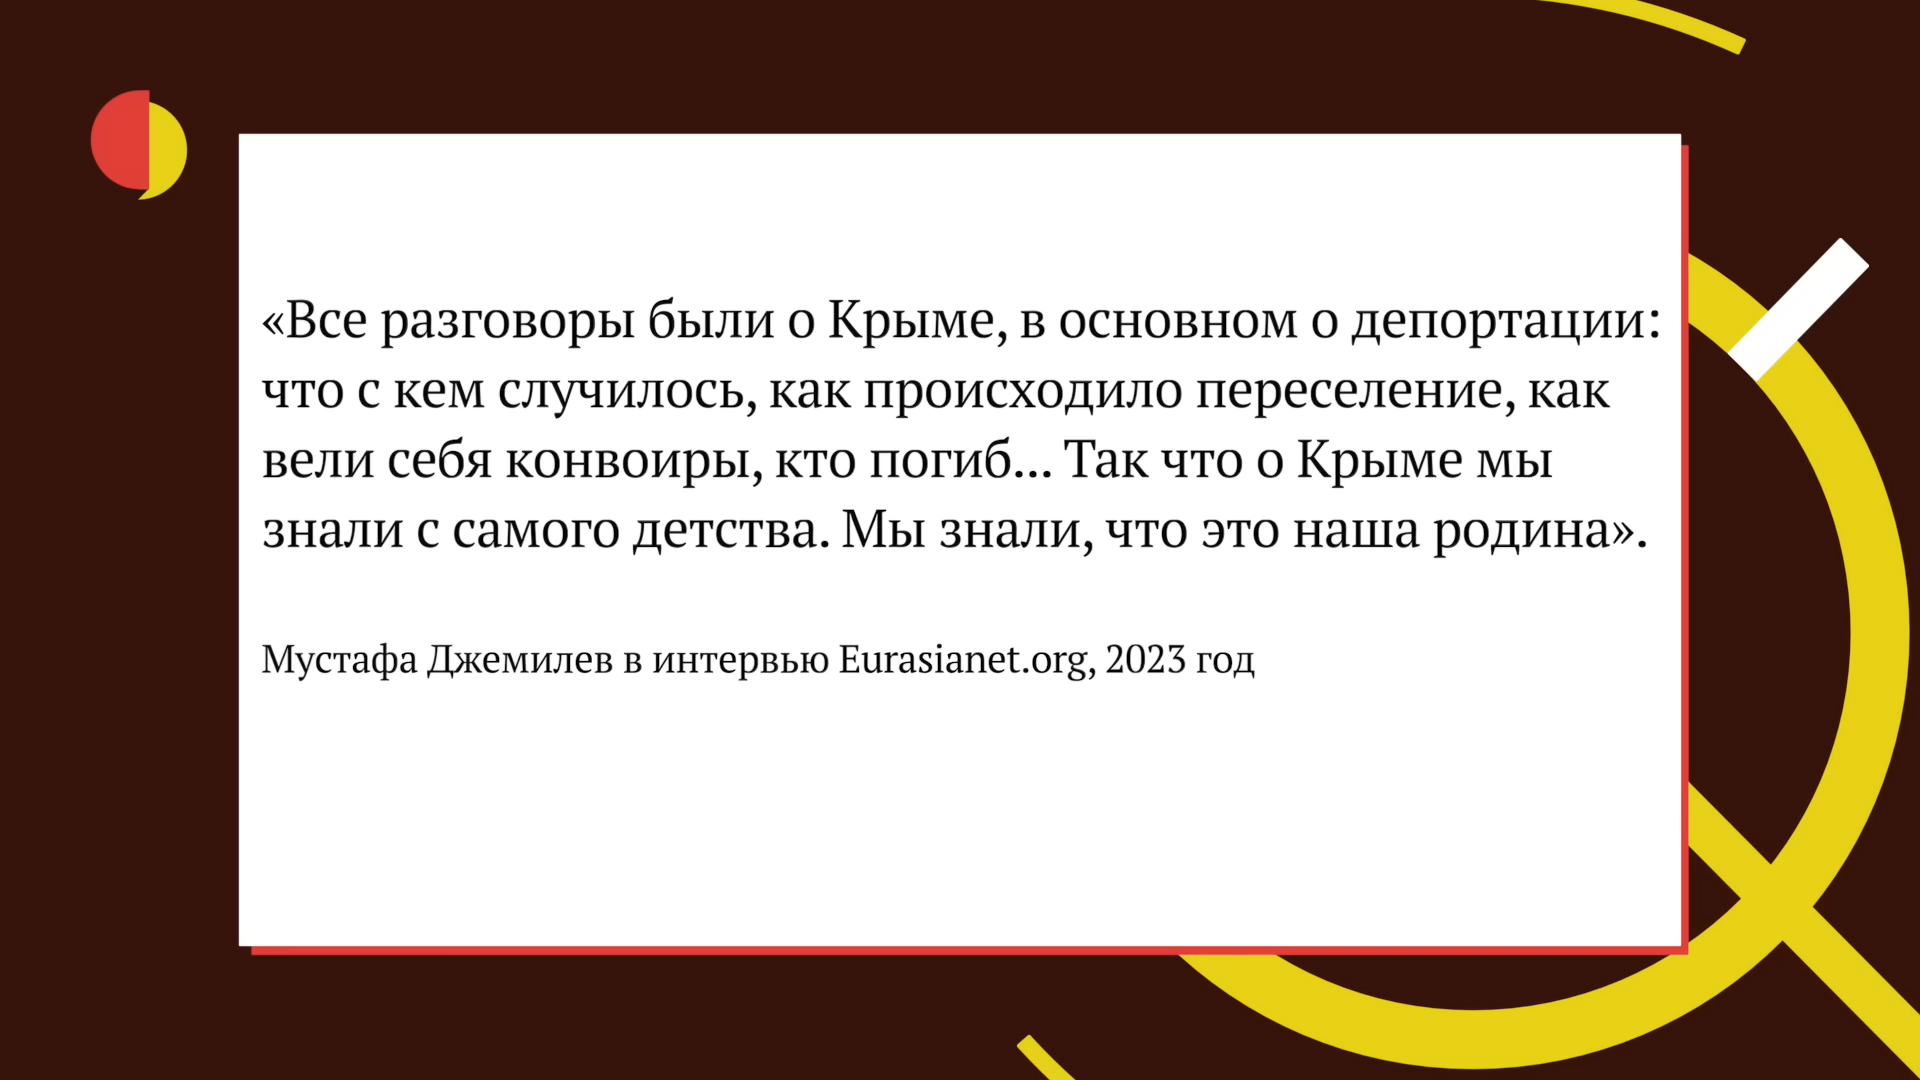 «Все разговоры были о Крыме, в основном о депортации:
что с кем случилось, как происходило переселение, как
вели себя конвоиры, кто погиб... Так что о Крыме мы
знали с самого детства. Мы знали, что это наша родина».
Мустафа Джемилев в интервью Eurasianet.org, 2023 год